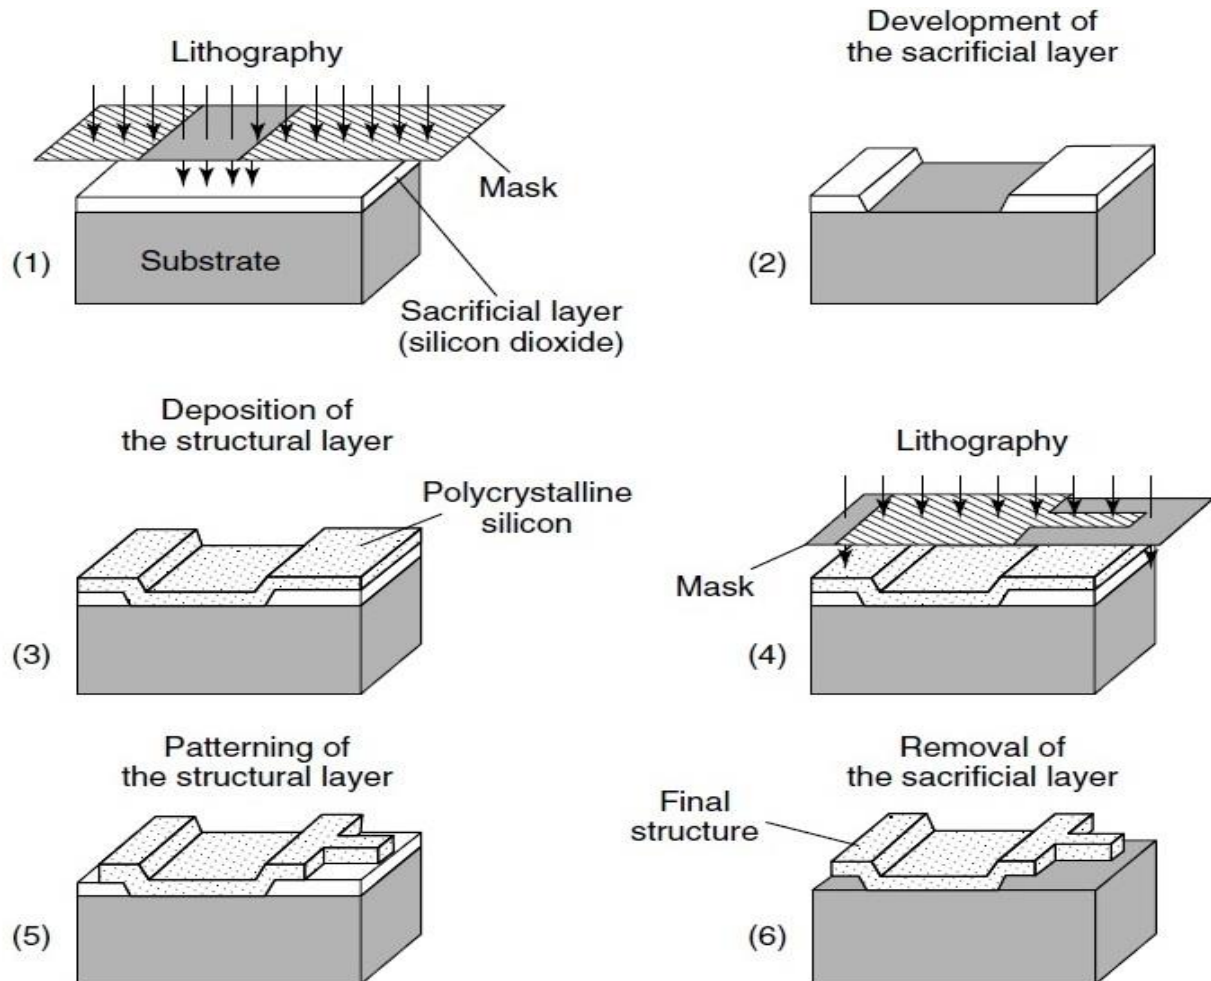 Lithography
Mask
(1)
Substrate
Sacrificial layer
(silicon dioxide)
Development of
the sacrificial layer
(2)
Deposition of
the structural layer
Polycrystalline
silicon
(3)
Lithography
Mask
(4)
Patterning of
the structural layer
(5)
Removal of
the sacrificial layer
Final
structure
(6)